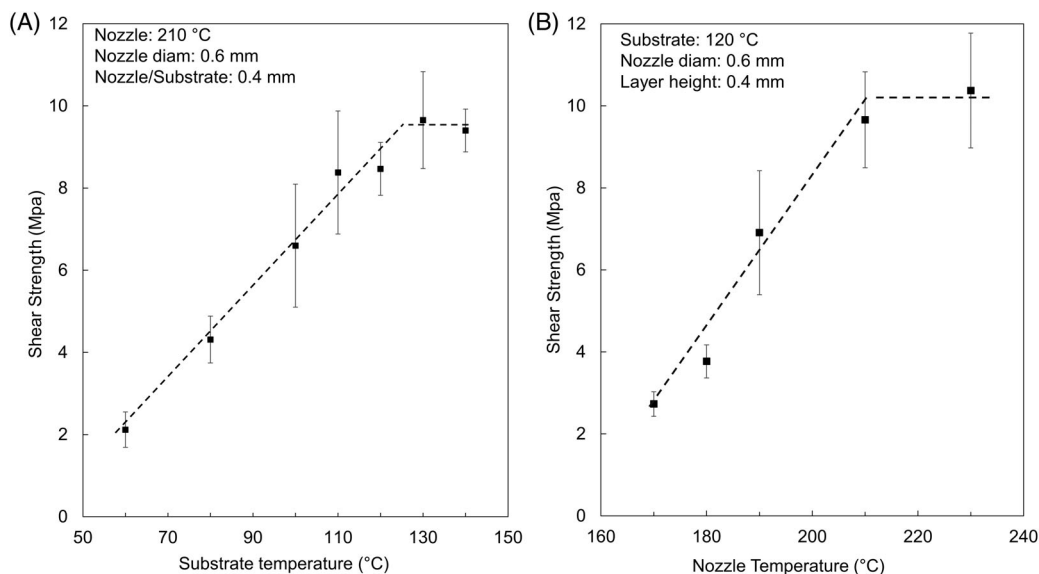 (A)
Nozzle: 210 °C
Nozzle diam: 0.6 mm
Nozzle/Substrate: 0.4 mm
Shear Strength (Mpa)
12
10
8
6
4
2
0
50 70 90 110 130 150
Substrate temperature (°C)
(B)
Substrate: 120 °C
Nozzle diam: 0.6 mm
Layer height: 0.4 mm
Shear Strength (Mpa)
12
10
8
6
4
2
0
160 180 200 220 240
Nozzle Temperature (°C)